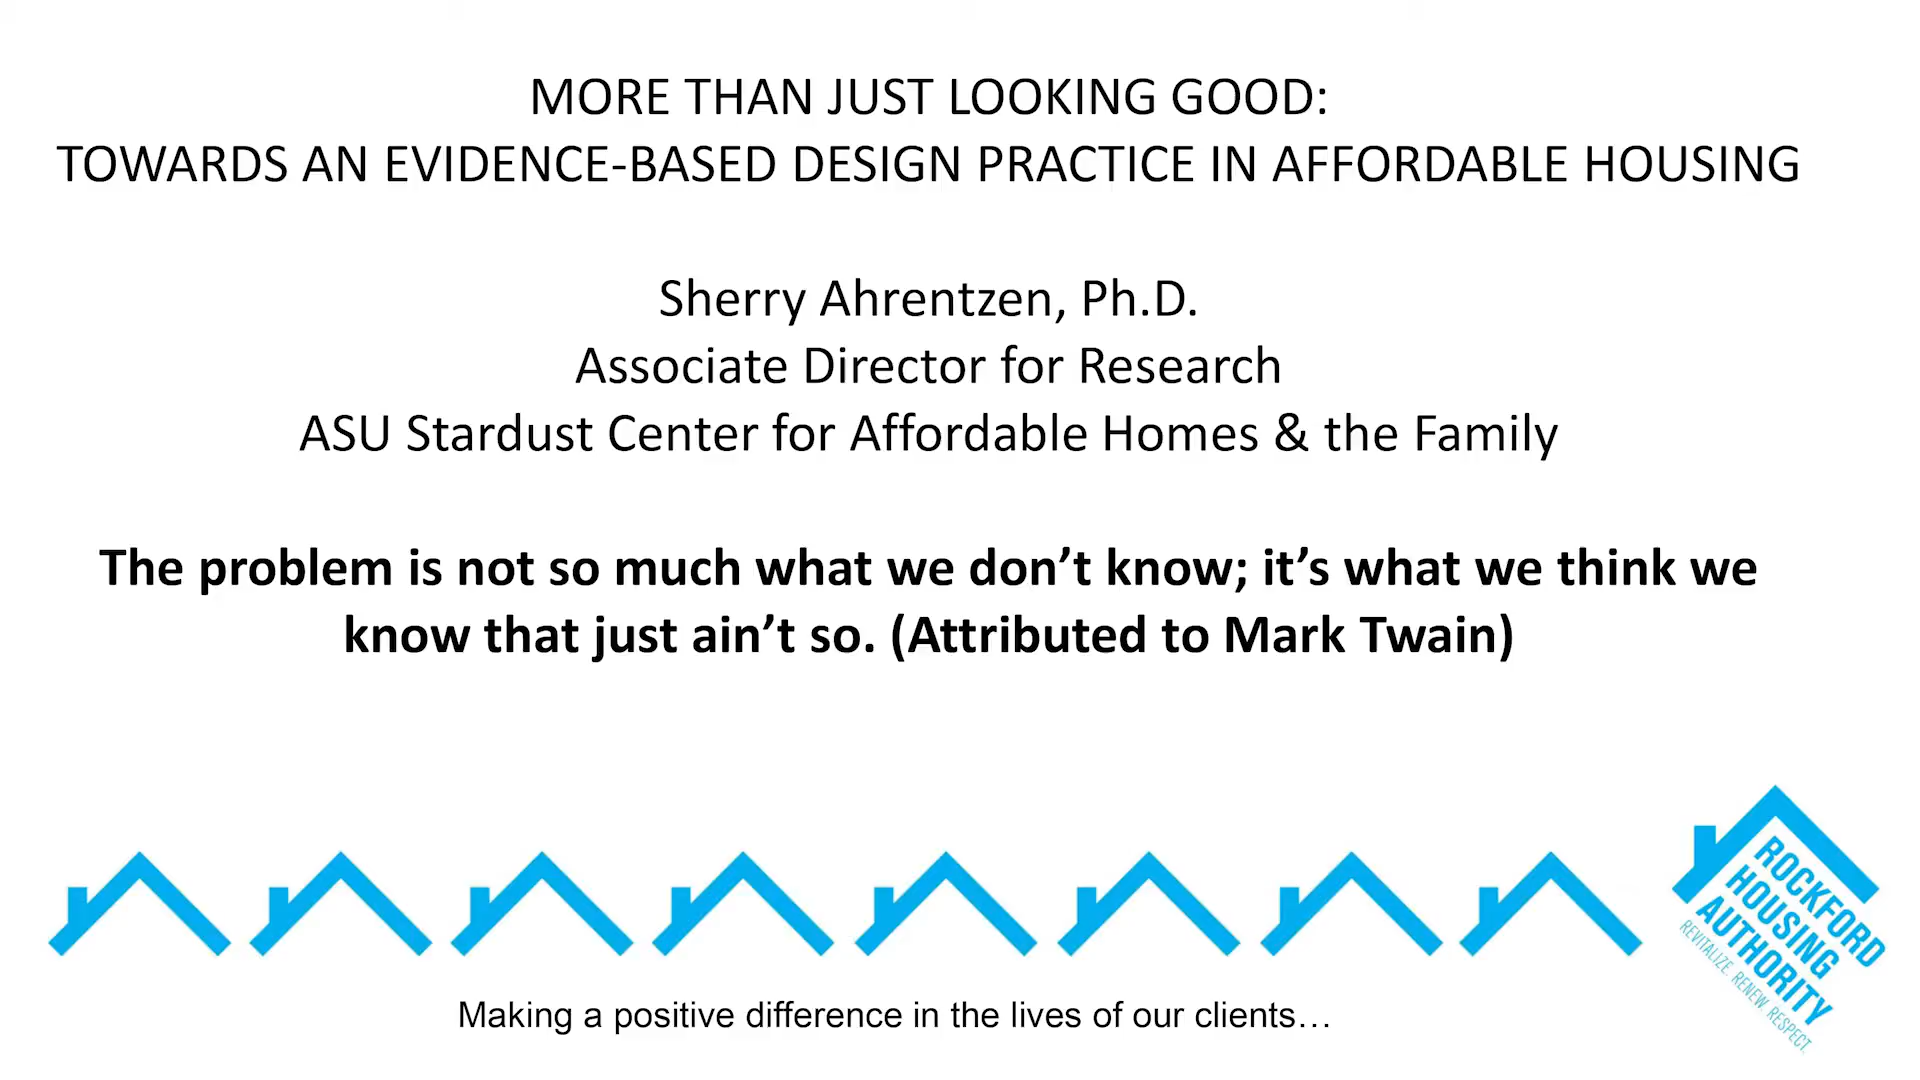 MORE THAN JUST LOOKING GOOD:
TOWARDS AN EVIDENCE-BASED DESIGN PRACTICE IN AFFORDABLE HOUSING
Sherry Ahrentzen, Ph.D.
Associate Director for Research
ASU Stardust Center for Affordable Homes & the Family
The problem is not so much what we don’t know; it’s what we think we
know that just ain’t so. (Attributed to Mark Twain)
ROCKFORD
HOUSING
AUTHORITY
REVITALIZE. RENEW. RESPECT.
Making a positive difference in the lives of our clients…